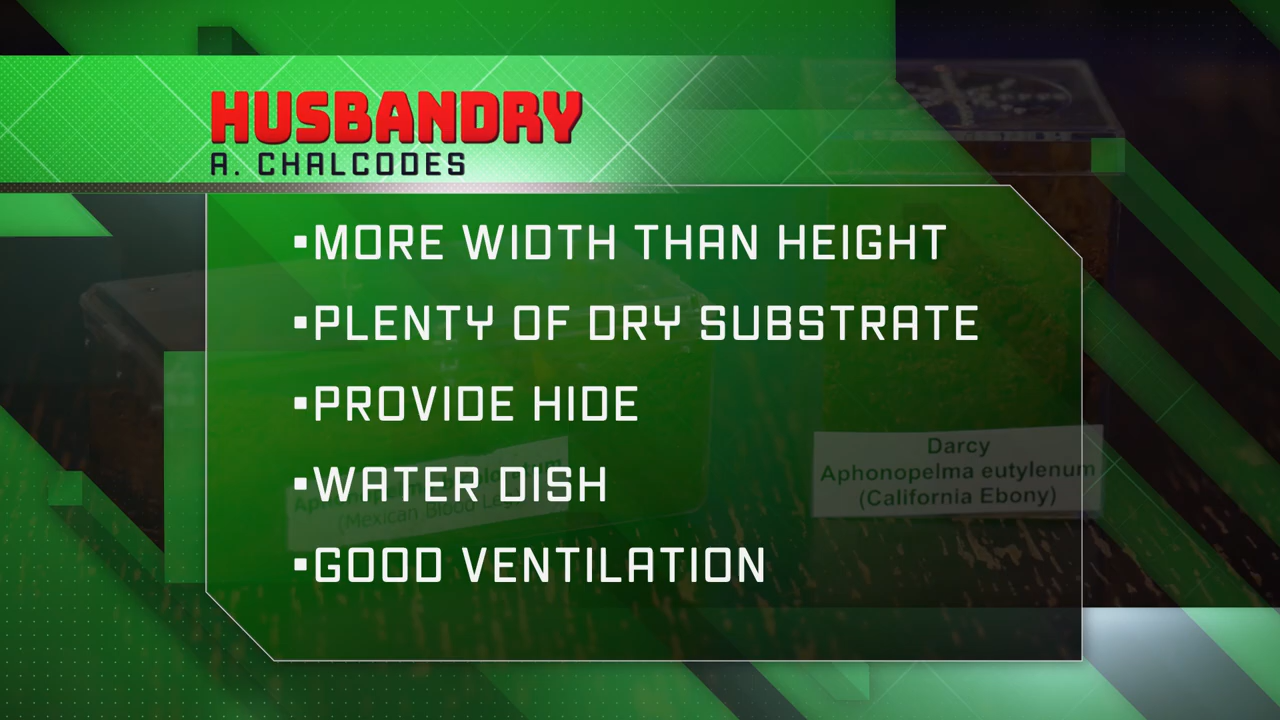 HUSBANDRY
A. CHALCODES
▪MORE WIDTH THAN HEIGHT
▪PLENTY OF DRY SUBSTRATE
▪PROVIDE HIDE
▪WATER DISH
▪GOOD VENTILATION
Darcy
Aphonopelma eutylenum
(California Ebony)
(Mexican Blood